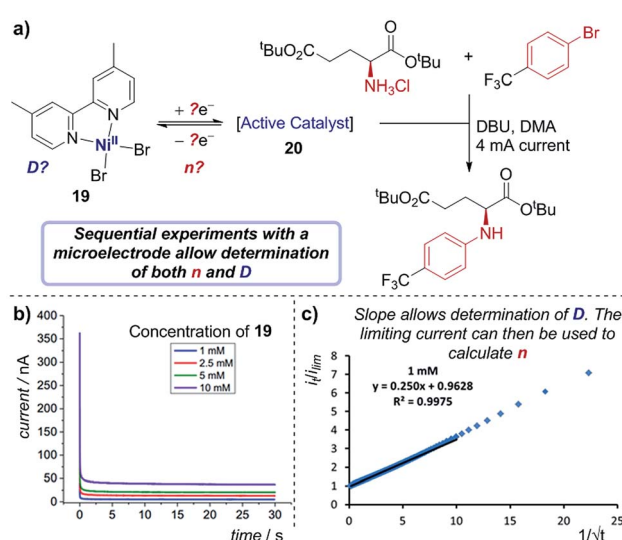 a)
ᵗBuO₂C
O
OᵗBu
NH₃Cl
+
Br
F₃C
N
N
Niᴵᴵ
Br
Br
D?
19
+ ?e⁻
− ?e⁻
n?
[Active Catalyst]
20
DBU, DMA
4 mA current
ᵗBuO₂C
O
OᵗBu
NH
F₃C
Sequential experiments with a
microelectrode allow determination
of both n and D
b)
Concentration of 19
1 mM
2.5 mM
5 mM
10 mM
current / nA
400
350
300
250
200
150
100
50
0
0 5 10 15 20 25 30
time / s
c)
Slope allows determination of D. The
limiting current can then be used to
calculate n
1 mM
y = 0.250x + 0.9628
R² = 0.9975
iₜ/iₗᵢₘ
8
7
6
5
4
3
2
1
0
0 5 10 15 20 25
1/√t